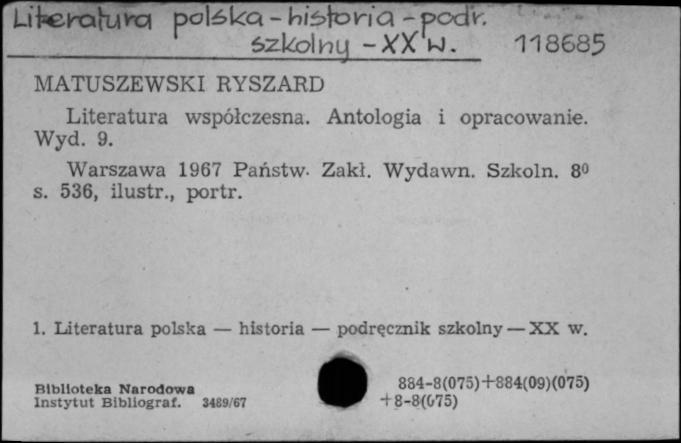 Literatura polska - historia - podr.
szkolny - XX w. 118685
MATUSZEWSKI RYSZARD
Literatura współczesna. Antologia i opracowanie.
Wyd. 9.
Warszawa 1967 Państw. Zakł. Wydawn. Szkoln. 8⁰
s. 536, ilustr., portr.
1. Literatura polska — historia — podręcznik szkolny — XX w.
Biblioteka Narodowa
Instytut Bibliograf. 3489/67
884-8(075)+884(09)(075)
+8-8(075)